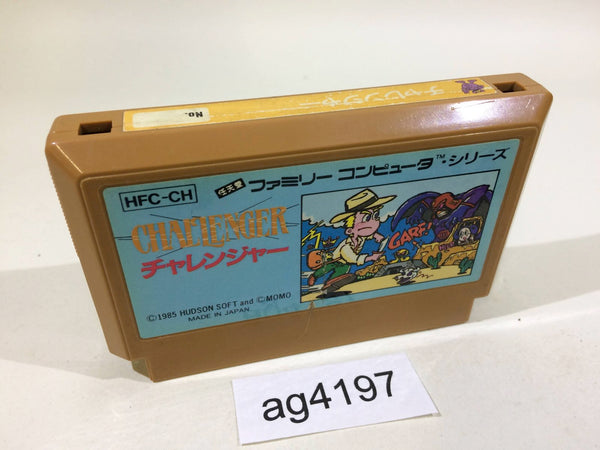 チャレンジャー
No.
HFC-CH
任天堂 ファミリー コンピュータ™シリーズ
CHALLENGER
チャレンジャー
GARF!
©1985 HUDSON SOFT and ©MOMO
MADE IN JAPAN
ag4197